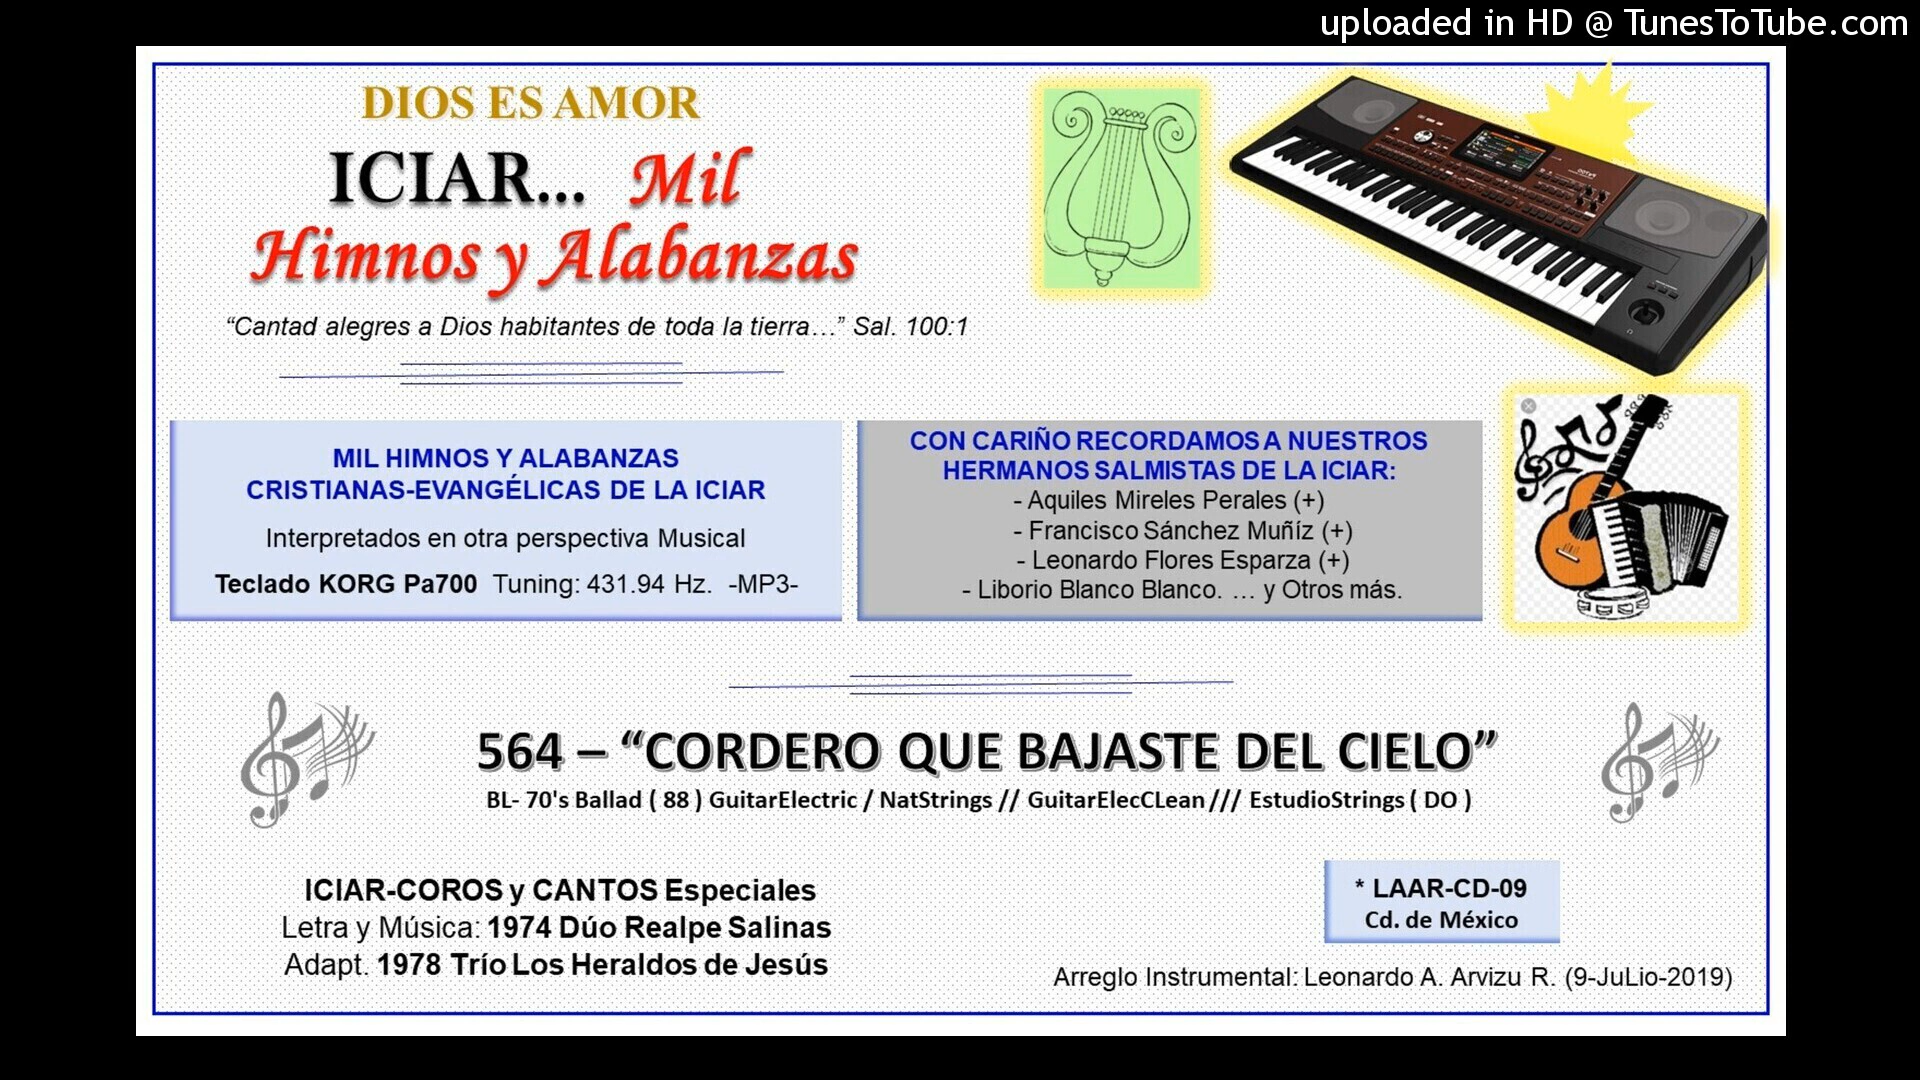 uploaded in HD @ TunesToTube.com
DIOS ES AMOR
ICIAR... Mil
Himnos y Alabanzas
“Cantad alegres a Dios habitantes de toda la tierra…” Sal. 100:1
MIL HIMNOS Y ALABANZAS
CRISTIANAS-EVANGÉLICAS DE LA ICIAR
Interpretados en otra perspectiva Musical
Teclado KORG Pa700 Tuning: 431.94 Hz. -MP3-
CON CARIÑO RECORDAMOS A NUESTROS
HERMANOS SALMISTAS DE LA ICIAR:
- Aquiles Mireles Perales (+)
- Francisco Sánchez Muñíz (+)
- Leonardo Flores Esparza (+)
- Liborio Blanco Blanco. … y Otros más.
564 – “CORDERO QUE BAJASTE DEL CIELO”
BL- 70's Ballad ( 88 ) GuitarElectric / NatStrings // GuitarElecCLean /// EstudioStrings ( DO )
ICIAR-COROS y CANTOS Especiales
Letra y Música: 1974 Dúo Realpe Salinas
Adapt. 1978 Trío Los Heraldos de Jesús
* LAAR-CD-09
Cd. de México
Arreglo Instrumental: Leonardo A. Arvizu R. (9-JuLio-2019)